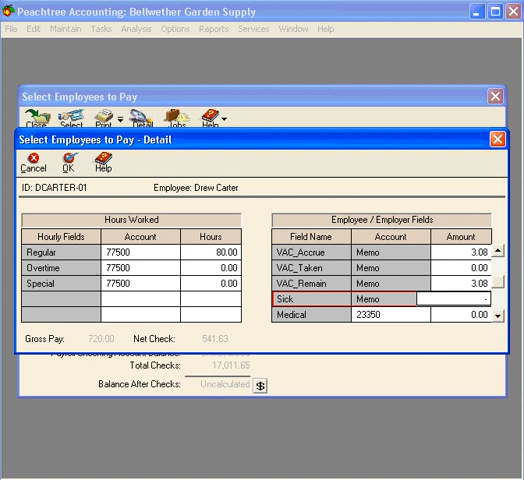 Peachtree Accounting: Bellwether Garden Supply
File Edit Maintain Tasks Analysis Options Reports Services Window Help
Select Employees to Pay
Close Select Print Detail Jobs Help
Select Employees to Pay - Detail
Cancel OK Help
ID: DCARTER-01 Employee: Drew Carter
Hours Worked
Hourly Fields Account Hours
Regular 77500 80.00
Overtime 77500 0.00
Special 77500 0.00
Employee / Employer Fields
Field Name Account Amount
VAC_Accrue Memo 3.08
VAC_Taken Memo 0.00
VAC_Remain Memo 3.08
Sick Memo -
Medical 23350 0.00
Gross Pay: 720.00 Net Check: 541.63
Total Checks: 17,011.65
Balance After Checks: Uncalculated $